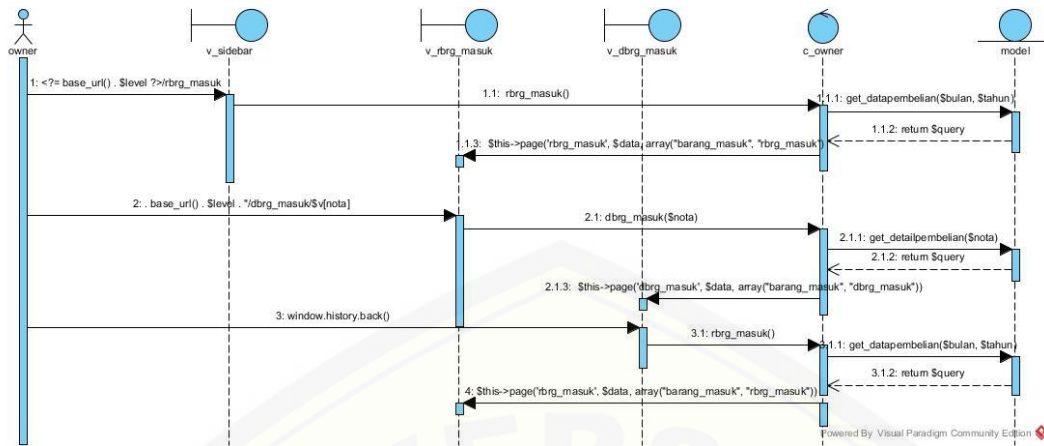 owner
v_sidebar
v_rbrg_masuk
v_dbrg_masuk
c_owner
model
1: <?= base_url() . $level ?>/rbrg_masuk
1.1: rbrg_masuk()
1.1.1: get_datapembelian($bulan, $tahun)
1.1.2: return $query
1.1.3: $this->page('rbrg_masuk', $data, array("barang_masuk", "rbrg_masuk")
2: . base_url() . $level . "/dbrg_masuk/$v[nota]
2.1: dbrg_masuk($nota)
2.1.1: get_detailpembelian($nota)
2.1.2: return $query
2.1.3: $this->page('dbrg_masuk', $data, array("barang_masuk", "dbrg_masuk"))
3: window.history.back()
3.1: rbrg_masuk()
3.1.1: get_datapembelian($bulan, $tahun)
3.1.2: return $query
4: $this->page('rbrg_masuk', $data, array("barang_masuk", "rbrg_masuk"))
Powered By Visual Paradigm Community Edition